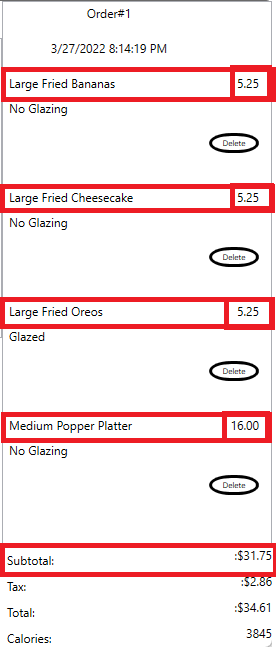 Order#1
3/27/2022 8:14:19 PM
Large Fried Bananas 5.25
No Glazing
Delete
Large Fried Cheesecake 5.25
No Glazing
Delete
Large Fried Oreos 5.25
Glazed
Delete
Medium Popper Platter 16.00
No Glazing
Delete
Subtotal: :$31.75
Tax: :$2.86
Total: :$34.61
Calories: 3845